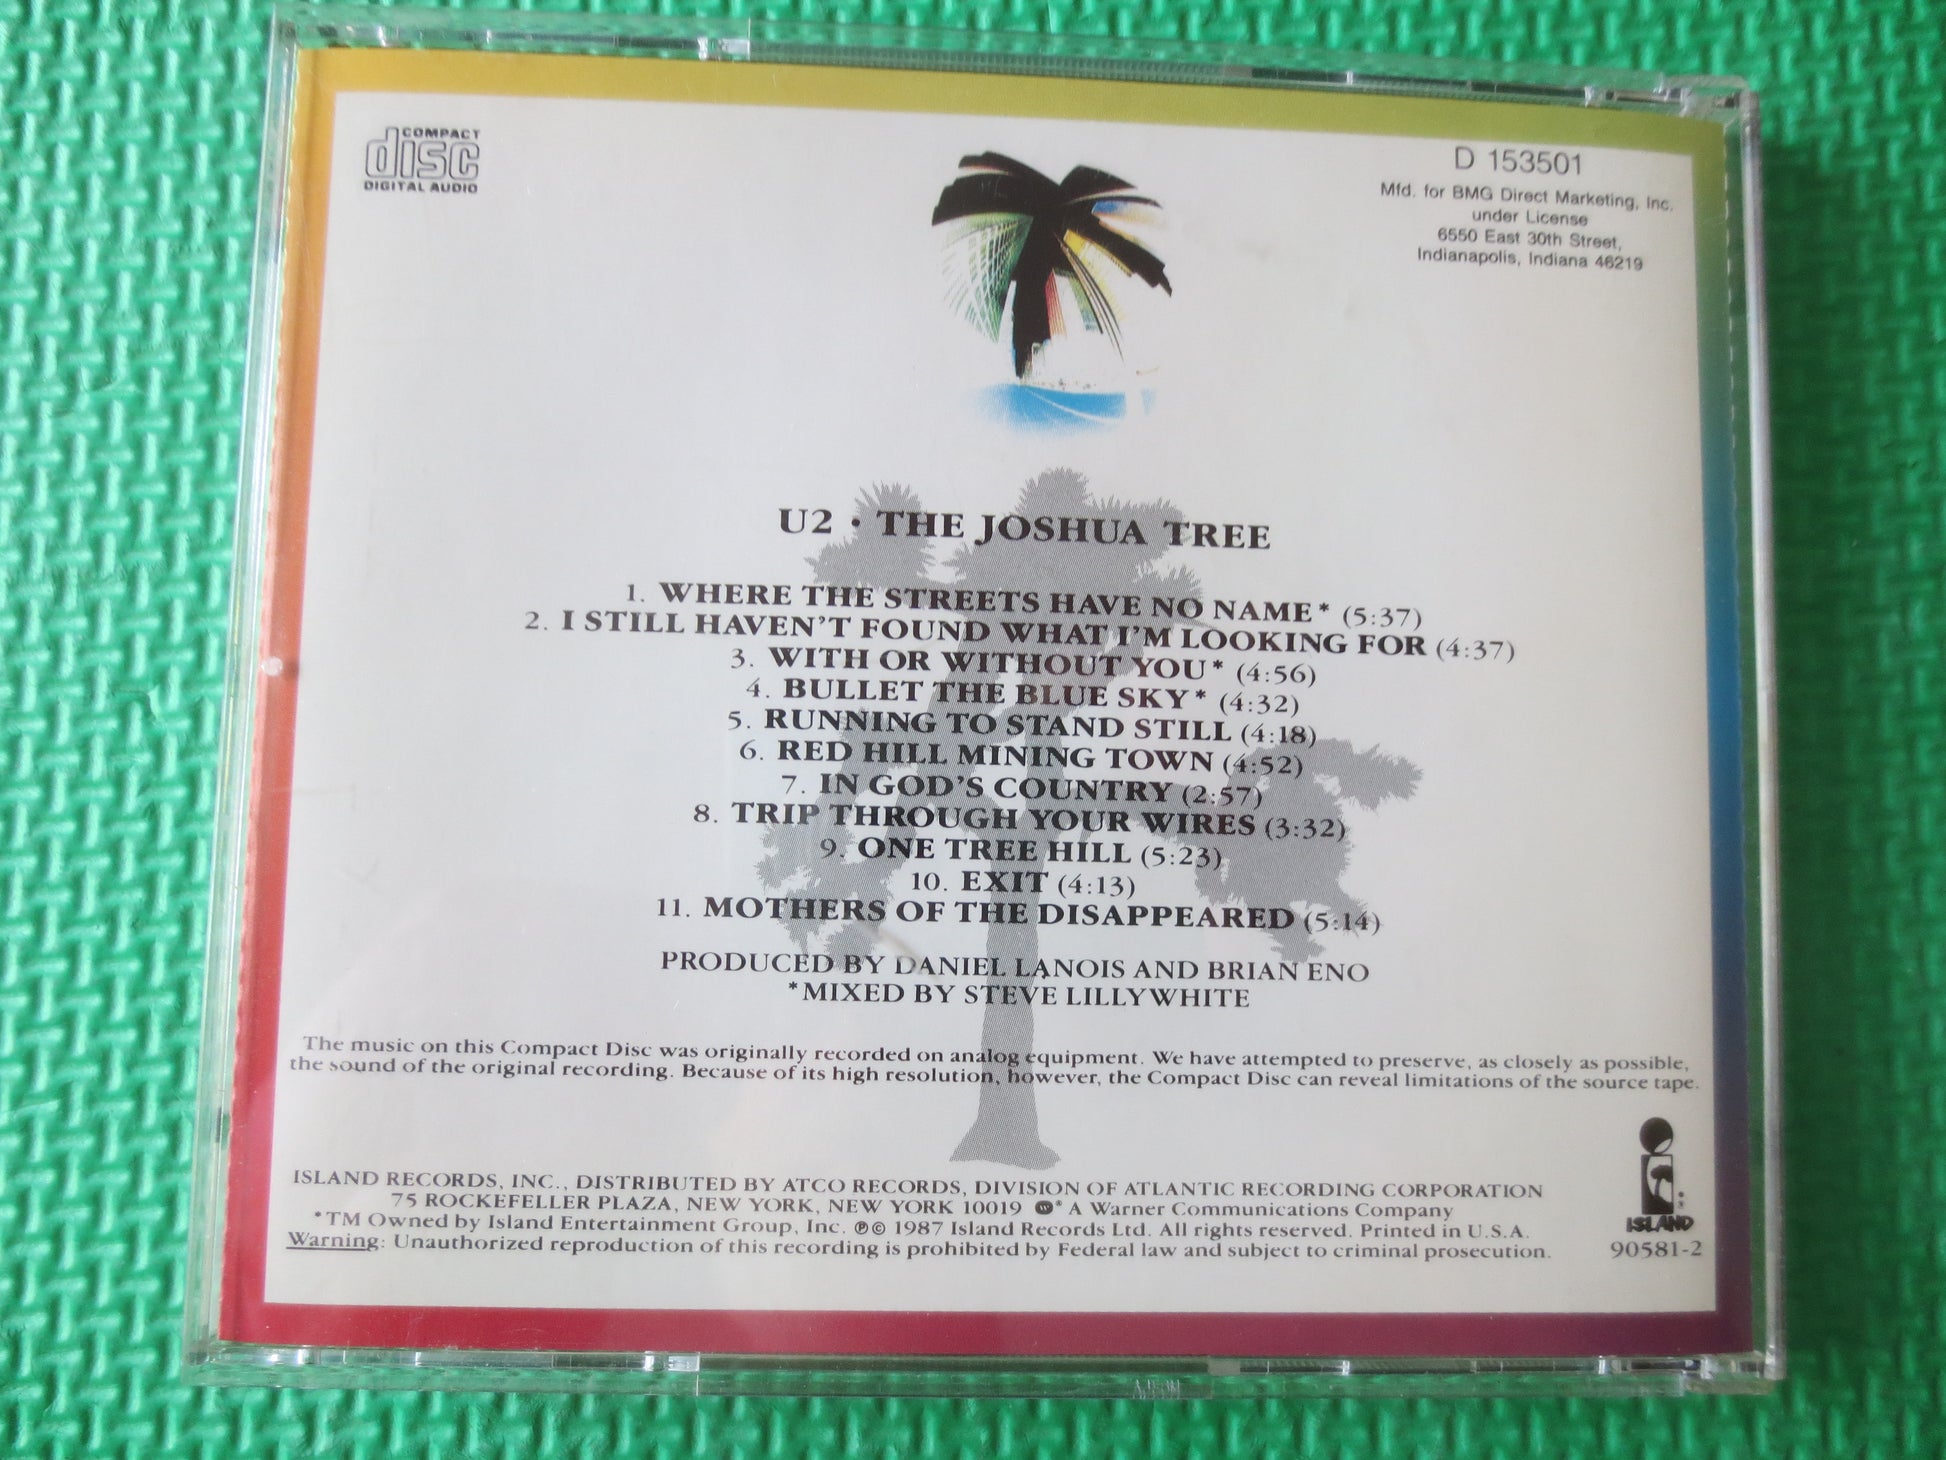 COMPACT
disc
DIGITAL AUDIO
D 153501
Mfd. for BMG Direct Marketing, Inc.
under License
6550 East 30th Street,
Indianapolis, Indiana 46219
U2 • THE JOSHUA TREE
1. WHERE THE STREETS HAVE NO NAME* (5:37)
2. I STILL HAVEN'T FOUND WHAT I'M LOOKING FOR (4:37)
3. WITH OR WITHOUT YOU* (4:56)
4. BULLET THE BLUE SKY* (4:32)
5. RUNNING TO STAND STILL (4:18)
6. RED HILL MINING TOWN (4:52)
7. IN GOD'S COUNTRY (2:57)
8. TRIP THROUGH YOUR WIRES (3:32)
9. ONE TREE HILL (5:23)
10. EXIT (4:13)
11. MOTHERS OF THE DISAPPEARED (5:14)
PRODUCED BY DANIEL LANOIS AND BRIAN ENO
*MIXED BY STEVE LILLYWHITE
The music on this Compact Disc was originally recorded on analog equipment. We have attempted to preserve, as closely as possible,
the sound of the original recording. Because of its high resolution, however, the Compact Disc can reveal limitations of the source tape.
ISLAND RECORDS, INC., DISTRIBUTED BY ATCO RECORDS, DIVISION OF ATLANTIC RECORDING CORPORATION
75 ROCKEFELLER PLAZA, NEW YORK, NEW YORK 10019 * A Warner Communications Company
*TM Owned by Island Entertainment Group, Inc. ℗© 1987 Island Records Ltd. All rights reserved. Printed in U.S.A.
Warning: Unauthorized reproduction of this recording is prohibited by Federal law and subject to criminal prosecution.
ISLAND
90581-2